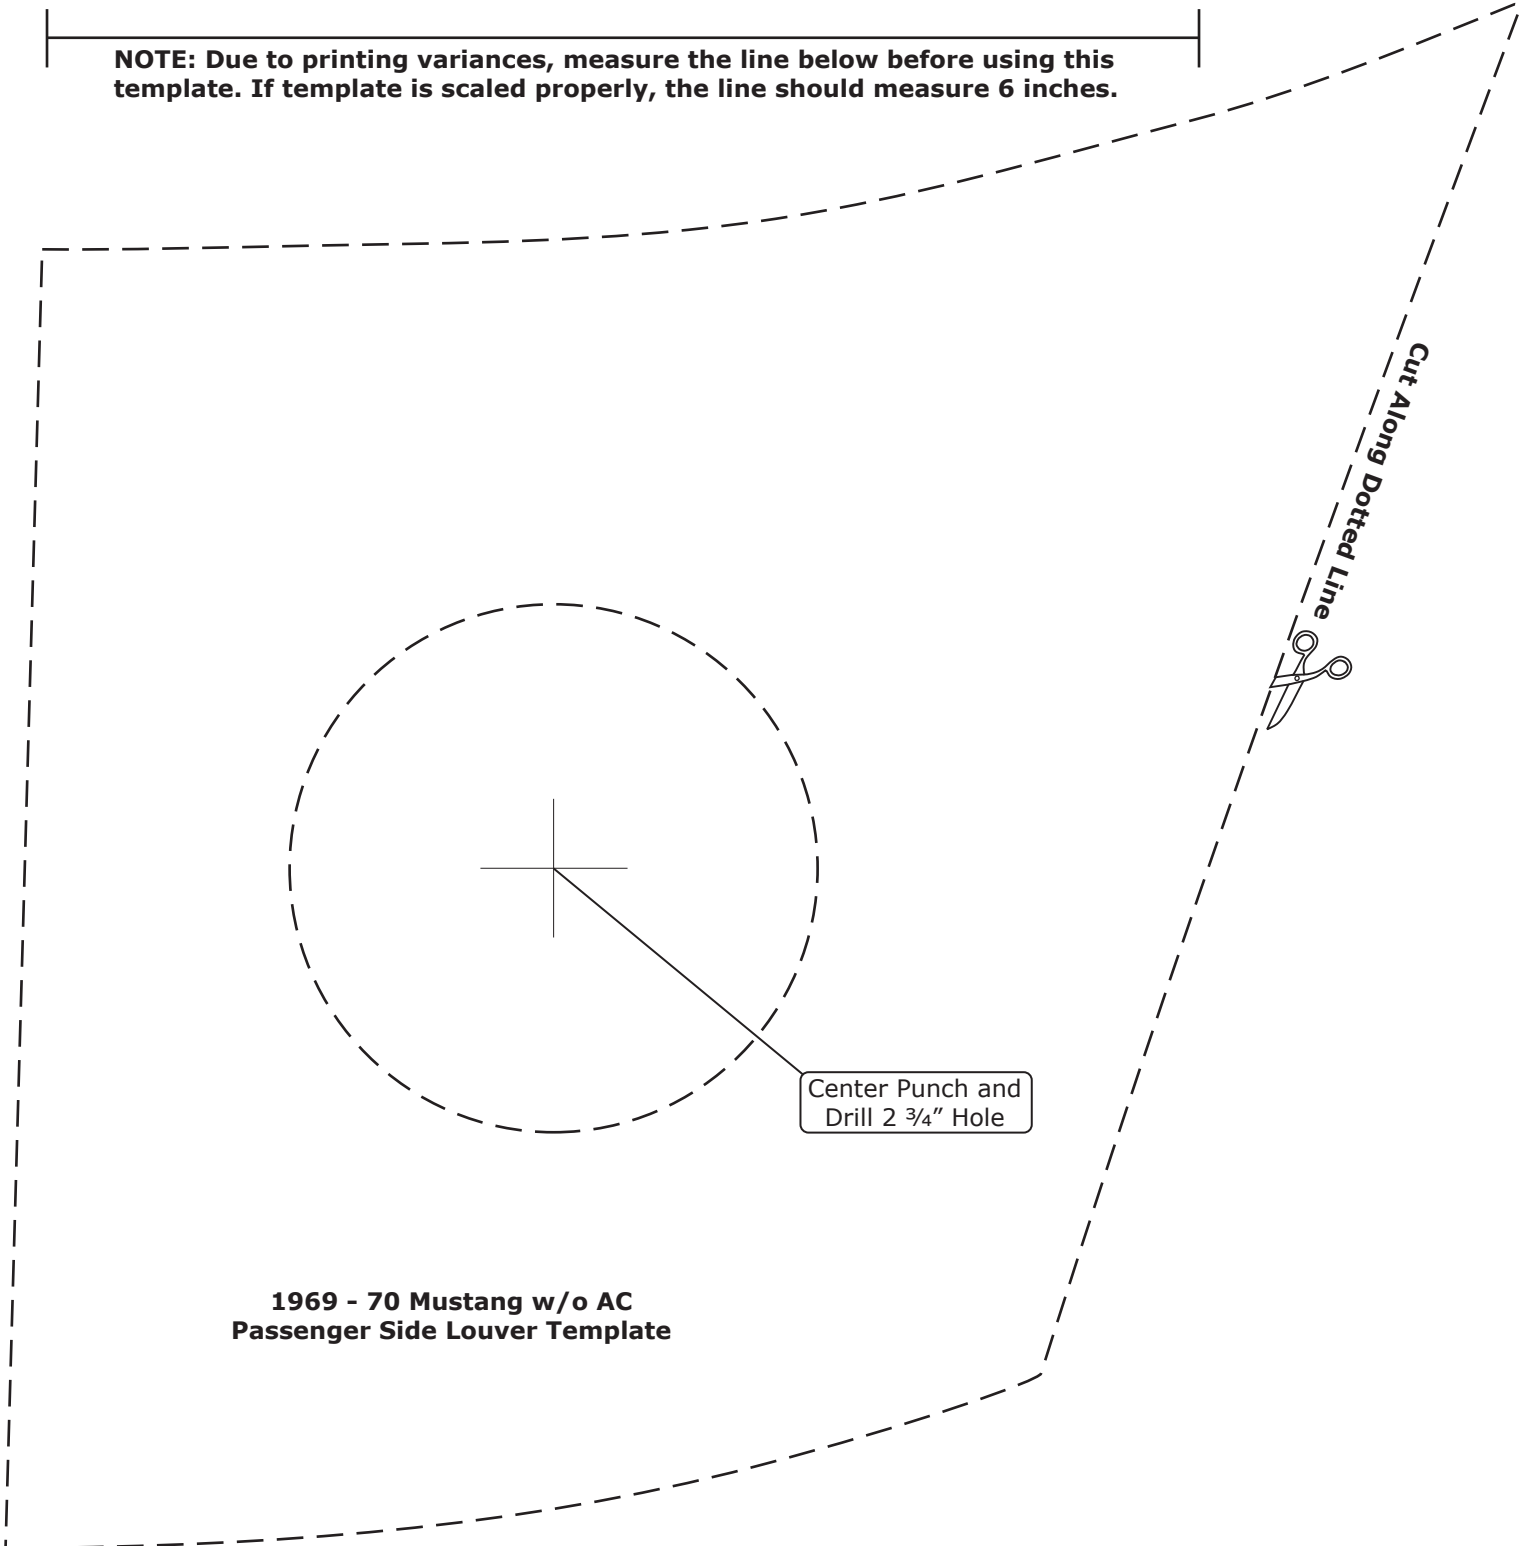 NOTE: Due to printing variances, measure the line below before using this
template. If template is scaled properly, the line should measure 6 inches.
Cut Along Dotted Line
Center Punch and
Drill 2 ¾” Hole
1969 - 70 Mustang w/o AC
Passenger Side Louver Template